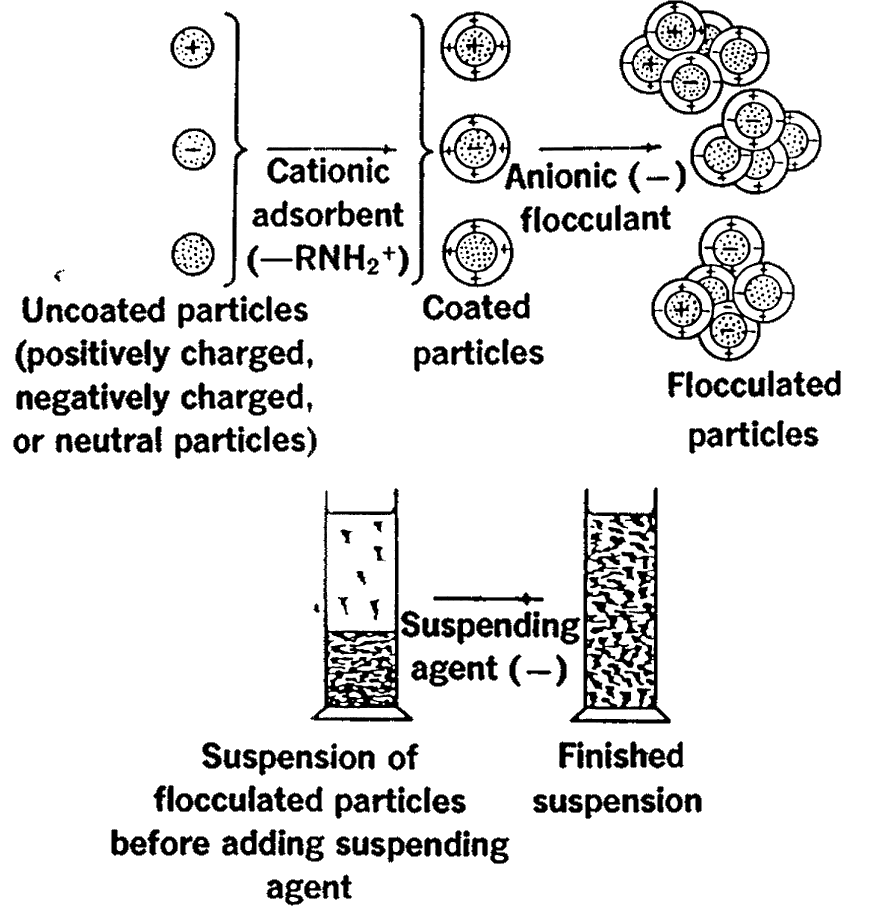 Cationic
adsorbent
(—RNH₂⁺)
Anionic (−)
flocculant
Uncoated particles
(positively charged,
negatively charged,
or neutral particles)
Coated
particles
Flocculated
particles
Suspending
agent (−)
Suspension of
flocculated particles
before adding suspending
agent
Finished
suspension